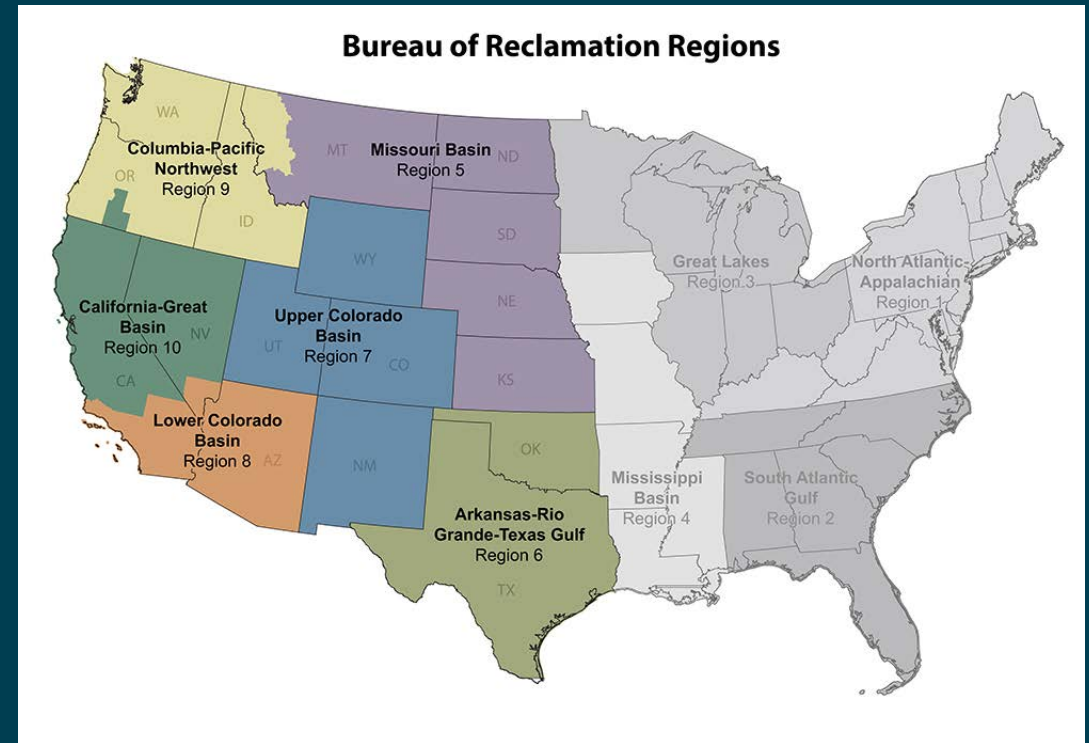 Bureau of Reclamation Regions
WA
Columbia-Pacific
Northwest
Region 9
OR
ID
MT
Missouri Basin
Region 5
ND
SD
NE
KS
WY
Great Lakes
Region 3
North Atlantic-
Appalachian
Region 1
California-Great
Basin
Region 10
NV
CA
Upper Colorado
Basin
Region 7
UT
CO
Lower Colorado
Basin
Region 8
AZ
NM
OK
Arkansas-Rio
Grande-Texas Gulf
Region 6
TX
Mississippi
Basin
Region 4
South Atlantic
Gulf
Region 2